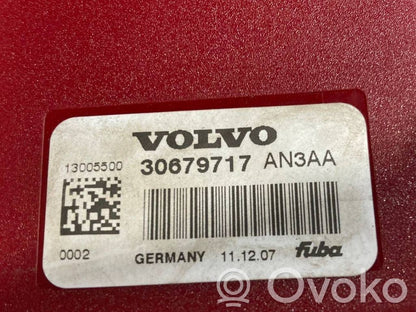 VOLVO
13005500
30679717 AN3AA
0002
GERMANY 11.12.07 fuba
Ovoko